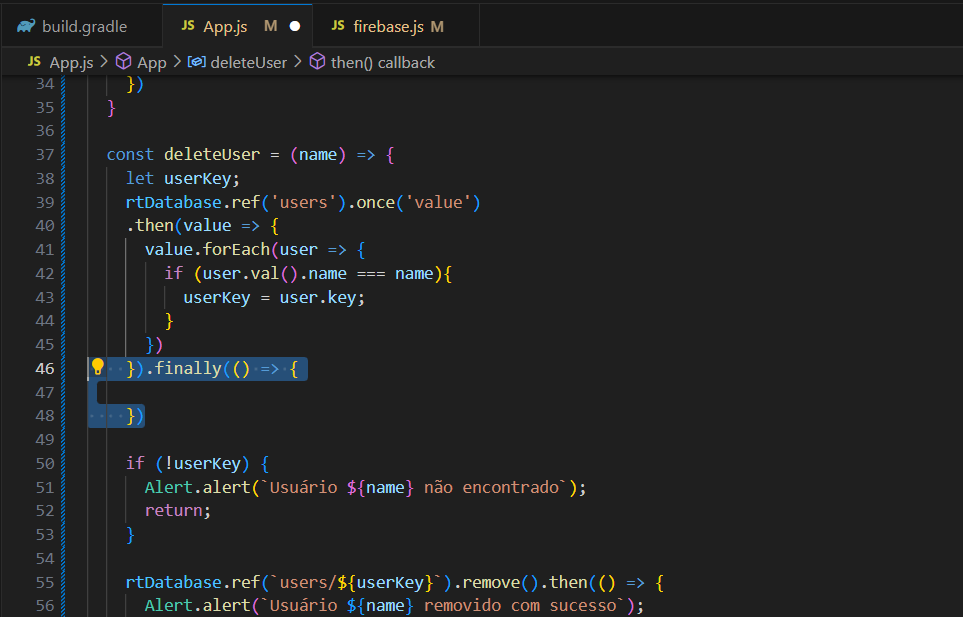 build.gradle JS App.js M JS firebase.js M
JS App.js > App > deleteUser > then() callback
34 })
35 }
36
37 const deleteUser = (name) => {
38 let userKey;
39 rtDatabase.ref('users').once('value')
40 .then(value => {
41 value.forEach(user => {
42 if (user.val().name === name){
43 userKey = user.key;
44 }
45 })
46 }).finally(() => {
47
48 })
49
50 if (!userKey) {
51 Alert.alert(`Usuário ${name} não encontrado`);
52 return;
53 }
54
55 rtDatabase.ref(`users/${userKey}`).remove().then(() => {
56 Alert.alert(`Usuário ${name} removido com sucesso`);